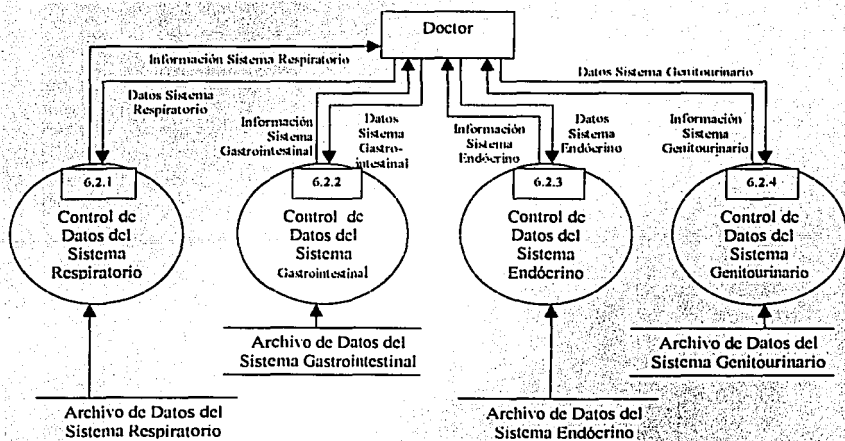 Doctor
Información Sistema Respiratorio
Datos Sistema
Respiratorio
Información
Sistema
Gastrointestinal
Datos
Sistema
Gastro-
intestinal
Información
Sistema
Endócrino
Datos
Sistema
Endócrino
Datos Sistema Genitourinario
Información
Sistema
Genitourinario
6.2.1
Control de
Datos del
Sistema
Respiratorio
6.2.2
Control de
Datos del
Sistema
Gastrointestinal
6.2.3
Control de
Datos del
Sistema
Endócrino
6.2.4
Control de
Datos del
Sistema
Genitourinario
Archivo de Datos del
Sistema Gastrointestinal
Archivo de Datos del
Sistema Genitourinario
Archivo de Datos del
Sistema Respiratorio
Archivo de Datos del
Sistema Endócrino